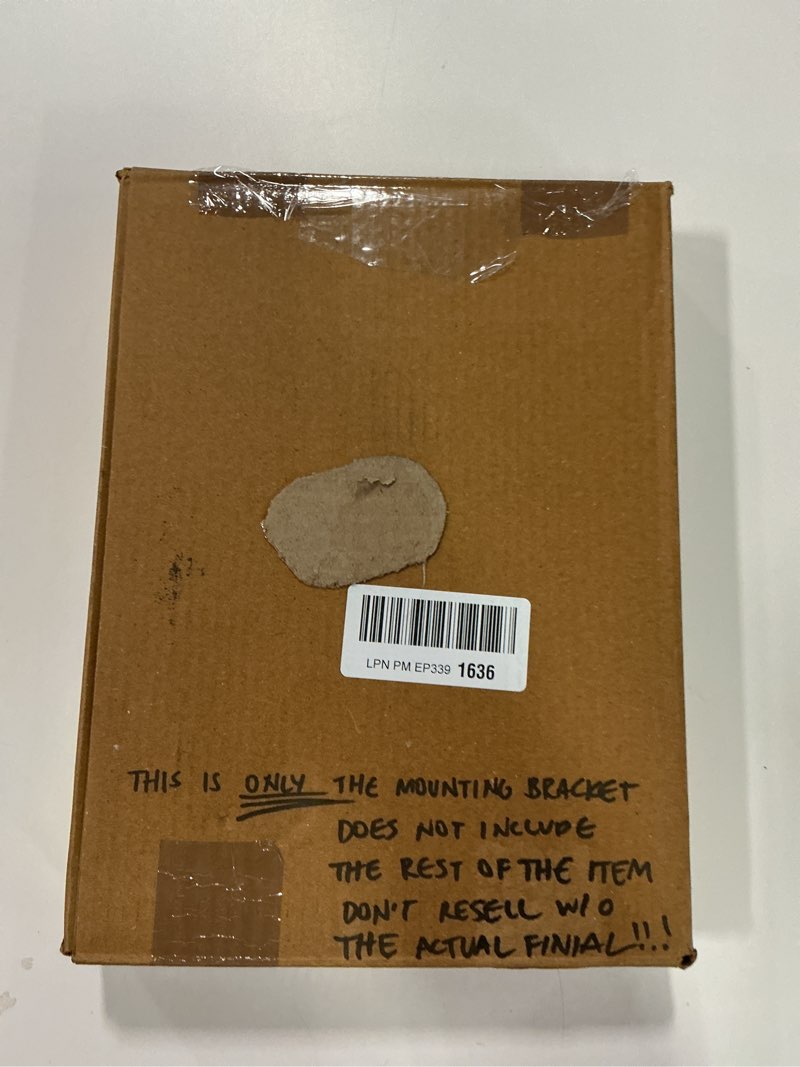 LPN PM EP339 1636
THIS IS ONLY THE MOUNTING BRACKET
DOES NOT INCLUDE
THE REST OF THE ITEM
DON'T RESELL W/O
THE ACTUAL FINIAL!!!